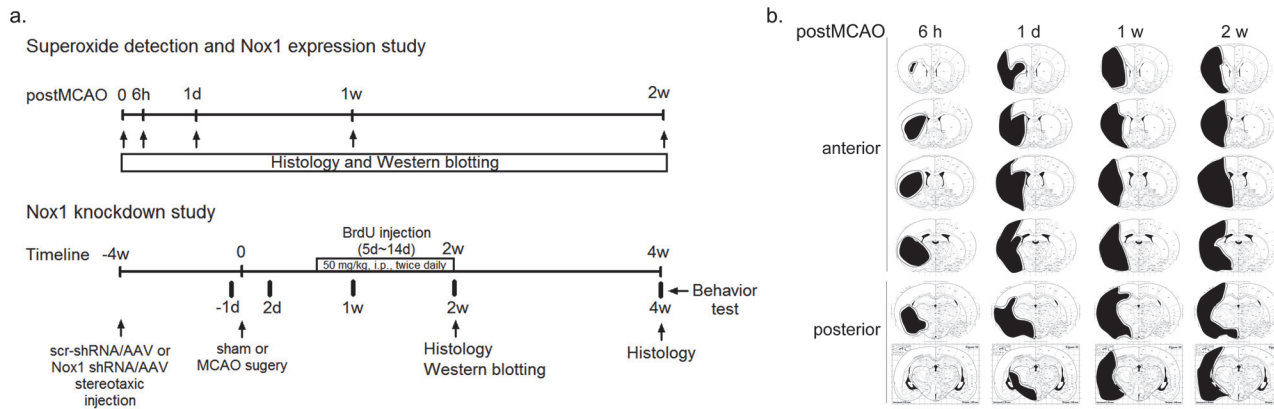 a.
Superoxide detection and Nox1 expression study
postMCAO 0 6h 1d 1w 2w
Histology and Western blotting
Nox1 knockdown study
BrdU injection
(5d~14d)
Timeline -4w 0 2w 4w
50 mg/kg, i.p., twice daily
-1d 2d 1w 2w 4w
Behavior
test
scr-shRNA/AAV or
Nox1 shRNA/AAV
stereotaxic
injection
sham or
MCAO sugery
Histology
Western blotting
Histology
b.
postMCAO 6 h 1 d 1 w 2 w
anterior
posterior